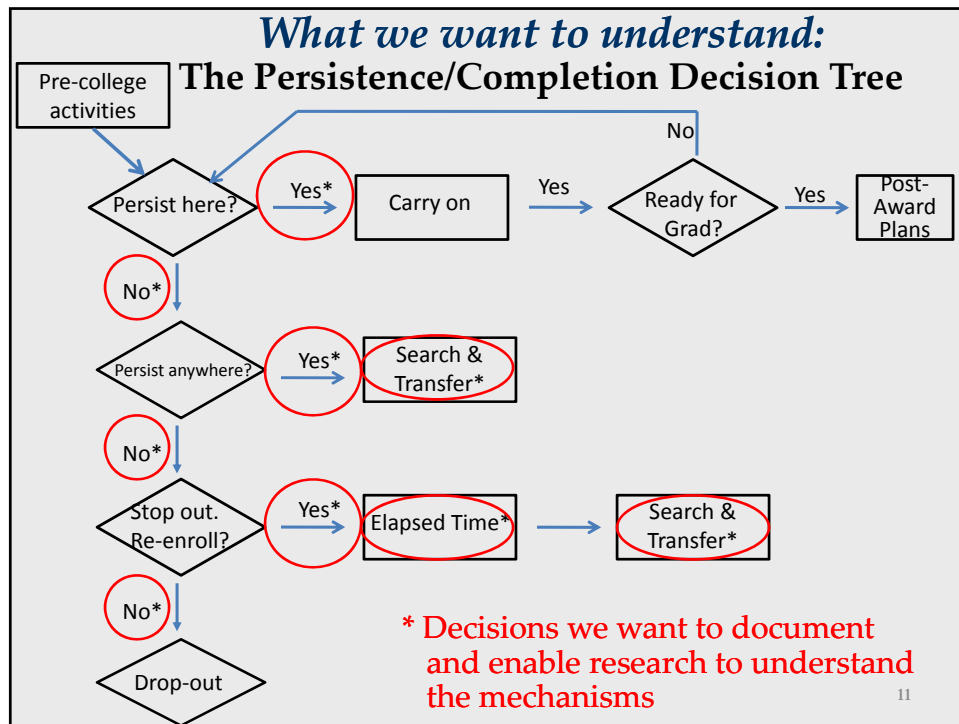 What we want to understand:
The Persistence/Completion Decision Tree
Pre-college
activities
No
Persist here?
Yes*
Carry on
Yes
Ready for
Grad?
Yes
Post-
Award
Plans
No*
Persist anywhere?
Yes*
Search &
Transfer*
No*
Stop out.
Re-enroll?
Yes*
Elapsed Time*
Search &
Transfer*
No*
Drop-out
* Decisions we want to document
and enable research to understand
the mechanisms
11